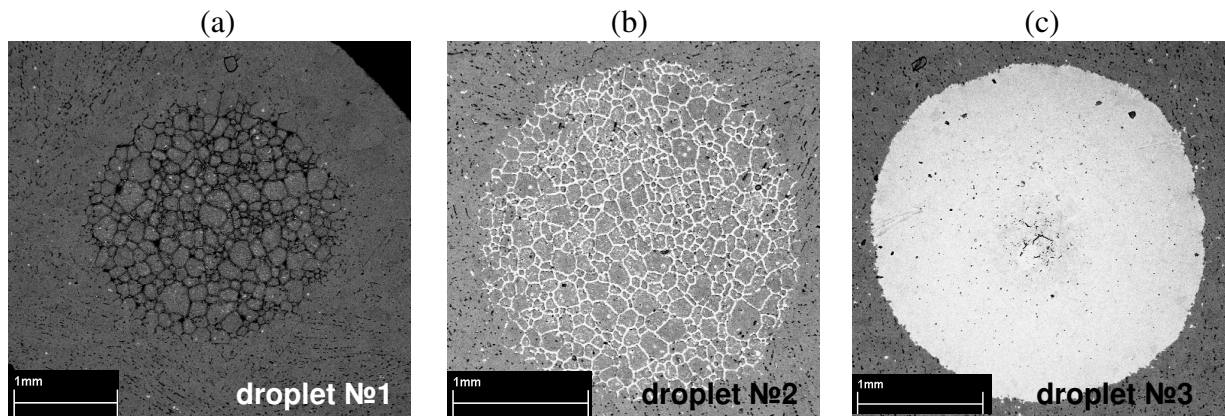 (a)
(b)
(c)
1mm
droplet №1
1mm
droplet №2
1mm
droplet №3